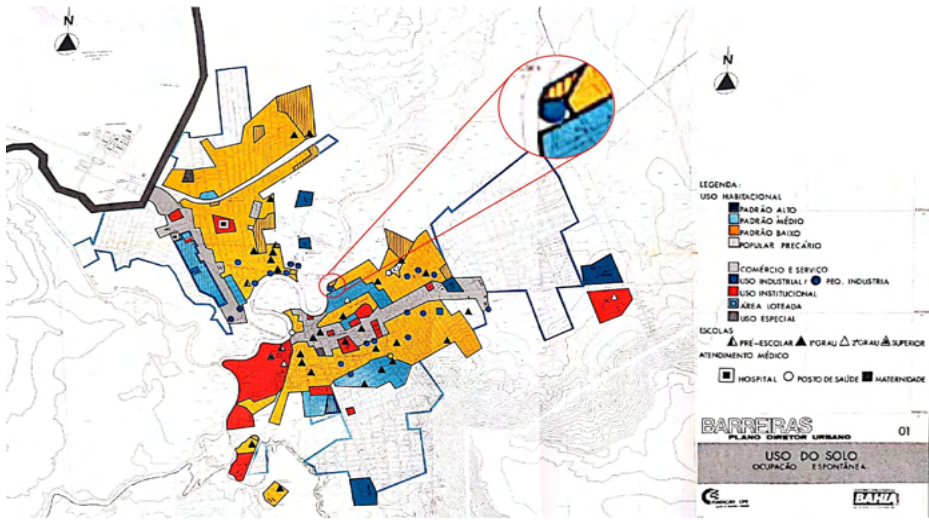 N
N
LEGENDA:
USO HABITACIONAL
PADRÃO ALTO
PADRÃO MÉDIO
PADRÃO BAIXO
POPULAR PRECÁRIO
COMÉRCIO E SERVIÇO
USO INDUSTRIAL / PEQ. INDUSTRIA
USO INSTITUCIONAL
ÁREA LOTEADA
USO ESPECIAL
ESCOLAS
PRÉ-ESCOLAR 1ºGRAU 2ºGRAU SUPERIOR
ATENDIMENTO MÉDICO
HOSPITAL POSTO DE SAÚDE MATERNIDADE
BARREIRAS 01
PLANO DIRETOR URBANO
USO DO SOLO
OCUPAÇÃO ESPONTÂNEA
FUNDAÇÃO CPE
BAHIA